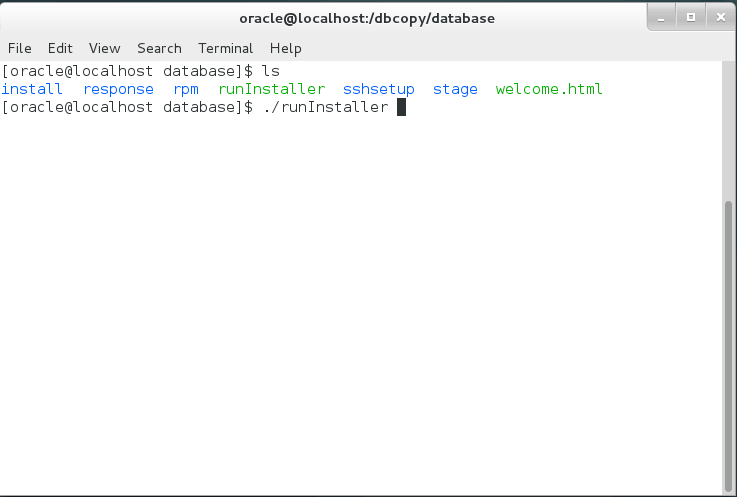 oracle@localhost:/dbcopy/database
File Edit View Search Terminal Help
[oracle@localhost database]$ ls
install response rpm runInstaller sshsetup stage welcome.html
[oracle@localhost database]$ ./runInstaller